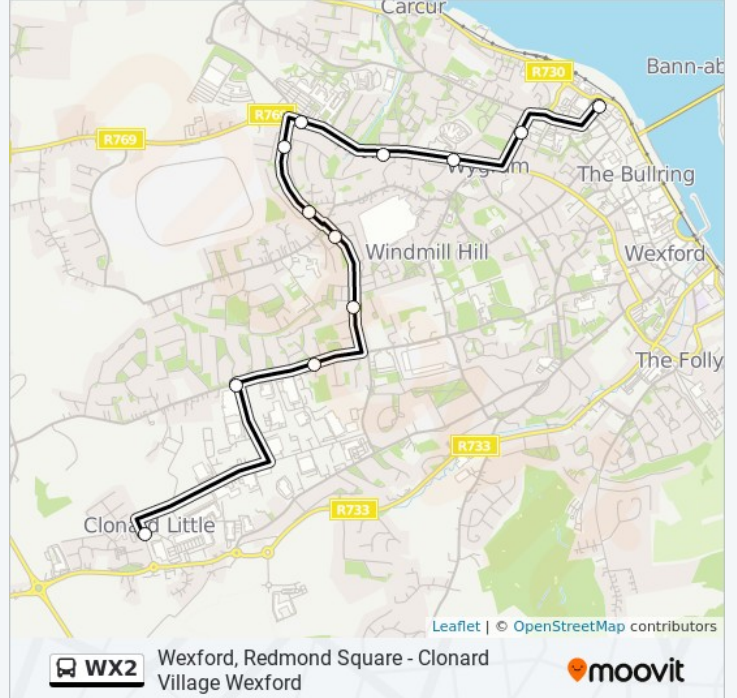 Carcur
R730
Bann-ab
R769
R769
Wygram
The Bullring
Windmill Hill
Wexford
The Folly
R733
R733
Clonard Little
Leaflet | © OpenStreetMap contributors
WX2
Wexford, Redmond Square - Clonard
Village Wexford
moovit